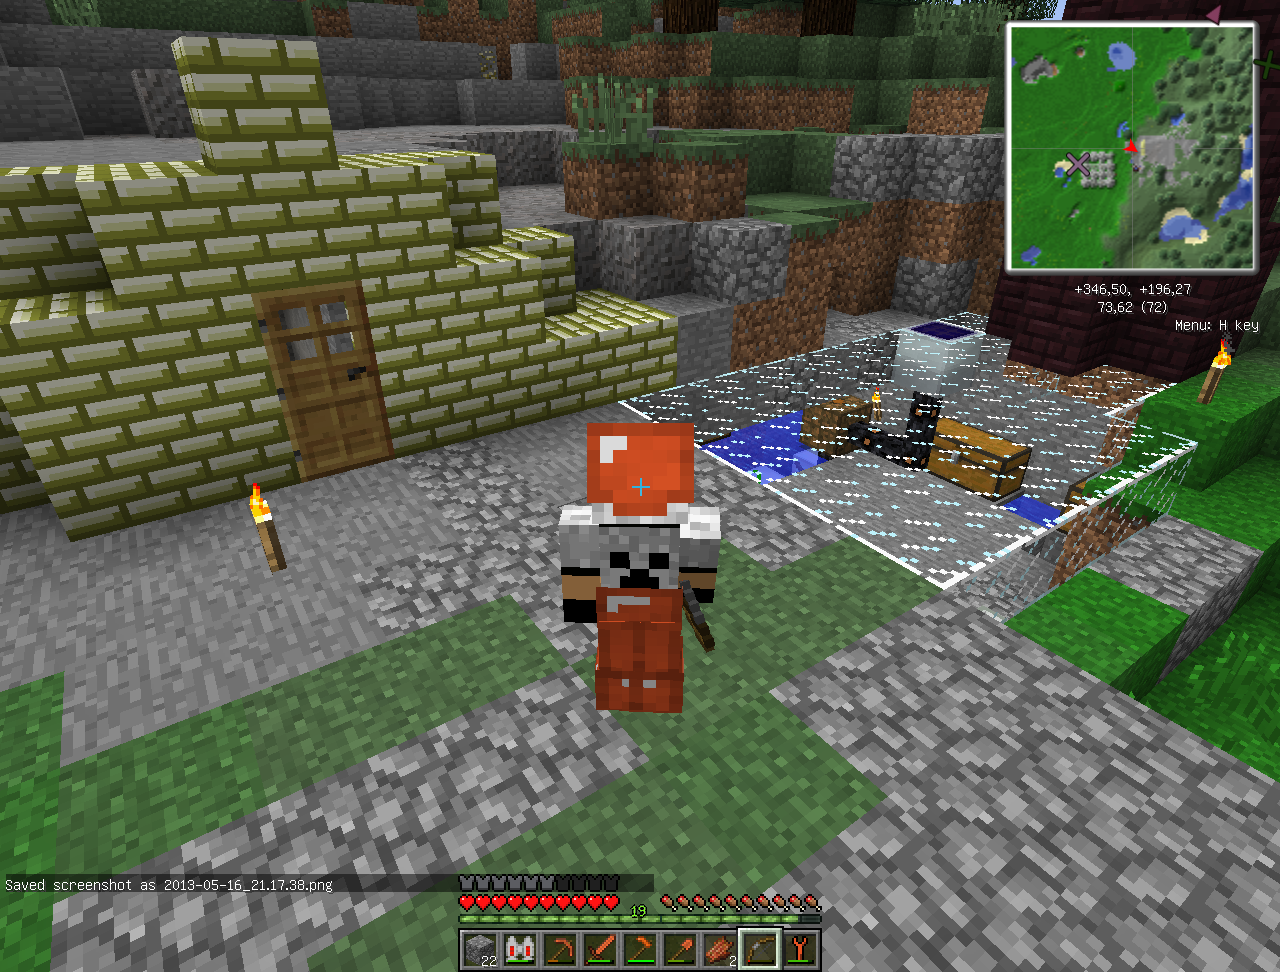 +346,50, +196,27
73,62 (72)
Menu: H key
Saved screenshot as 2013-05-16_21.17.38.png
19
22
2